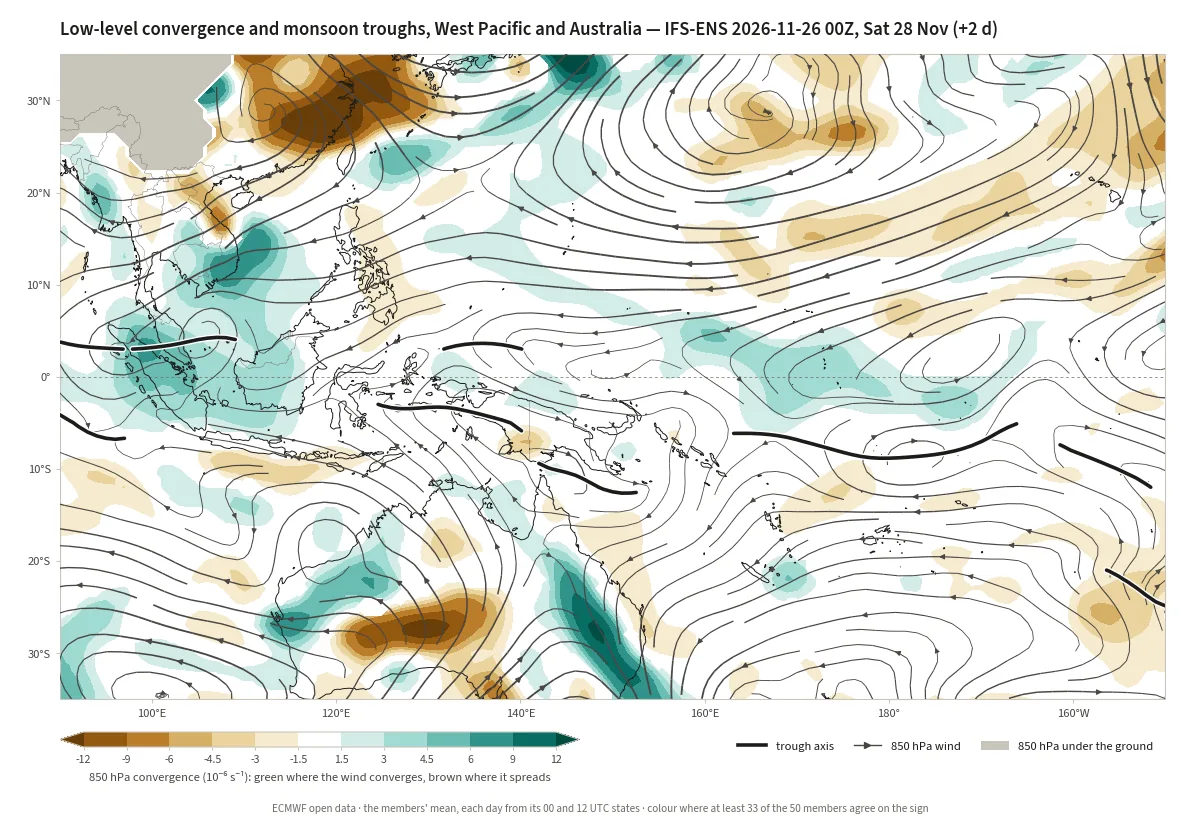 Low-level convergence and monsoon troughs, West Pacific and Australia — IFS-ENS 2026-11-26 00Z, Sat 28 Nov (+2 d)
30°N
20°N
10°N
0°
10°S
20°S
30°S
100°E 120°E 140°E 160°E 180° 160°W
-12 -9 -6 -4.5 -3 -1.5 1.5 3 4.5 6 9 12
850 hPa convergence (10⁻⁶ s⁻¹): green where the wind converges, brown where it spreads
trough axis 850 hPa wind 850 hPa under the ground
ECMWF open data · the members' mean, each day from its 00 and 12 UTC states · colour where at least 33 of the 50 members agree on the sign